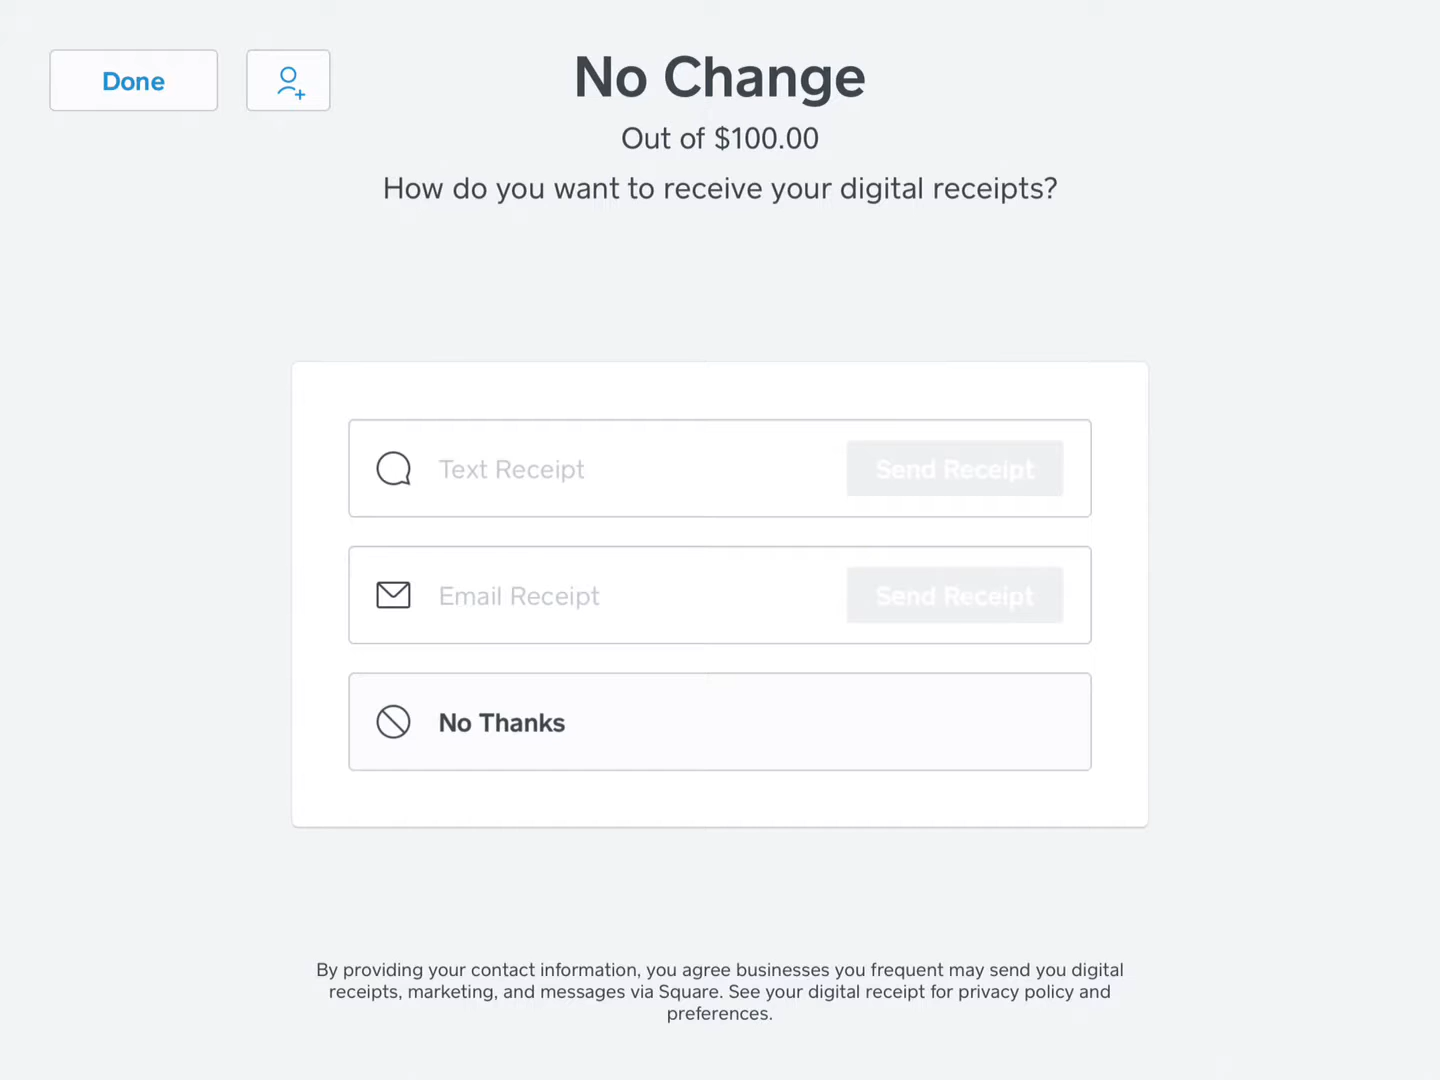 Done
No Change
Out of $100.00
How do you want to receive your digital receipts?
Text Receipt
Send Receipt
Email Receipt
Send Receipt
No Thanks
By providing your contact information, you agree businesses you frequent may send you digital
receipts, marketing, and messages via Square. See your digital receipt for privacy policy and
preferences.